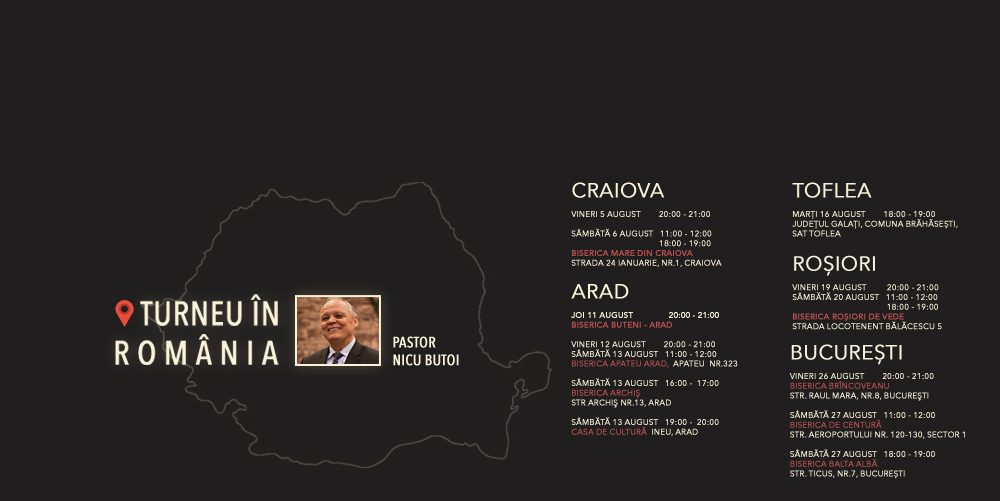 TURNEU ÎN
ROMÂNIA
PASTOR
NICU BUTOI
CRAIOVA
VINERI 5 AUGUST 20:00 - 21:00
SÂMBĂTĂ 6 AUGUST 11:00 - 12:00
18:00 - 19:00
BISERICA MARE DIN CRAIOVA
STRADA 24 IANUARIE, NR.1, CRAIOVA
ARAD
JOI 11 AUGUST 20:00 - 21:00
BISERICA BUTENI - ARAD
VINERI 12 AUGUST 20:00 - 21:00
SÂMBĂTĂ 13 AUGUST 11:00 - 12:00
BISERICA APATEU ARAD, APATEU NR.323
SÂMBĂTĂ 13 AUGUST 16:00 - 17:00
BISERICA ARCHIȘ
STR ARCHIȘ NR.13, ARAD
SÂMBĂTĂ 13 AUGUST 19:00 - 20:00
CASA DE CULTURĂ INEU, ARAD
TOFLEA
MARȚI 16 AUGUST 18:00 - 19:00
JUDEȚUL GALAȚI, COMUNA BRĂHĂSEȘTI,
SAT TOFLEA
ROȘIORI
VINERI 19 AUGUST 20:00 - 21:00
SÂMBĂTĂ 20 AUGUST 11:00 - 12:00
18:00 - 19:00
BISERICA ROȘIORI DE VEDE
STRADA LOCOTENENT BĂLĂCESCU 5
BUCUREȘTI
VINERI 26 AUGUST 20:00 - 21:00
BISERICA BRÎNCOVEANU
STR. RAUL MARA, NR.8, BUCUREȘTI
SÂMBĂTĂ 27 AUGUST 11:00 - 12:00
BISERICA DE CENTURĂ
STR. AEROPORTULUI NR. 120-130, SECTOR 1
SÂMBĂTĂ 27 AUGUST 18:00 - 19:00
BISERICA BALTA ALBĂ
STR. TICUS, NR.7, BUCUREȘTI